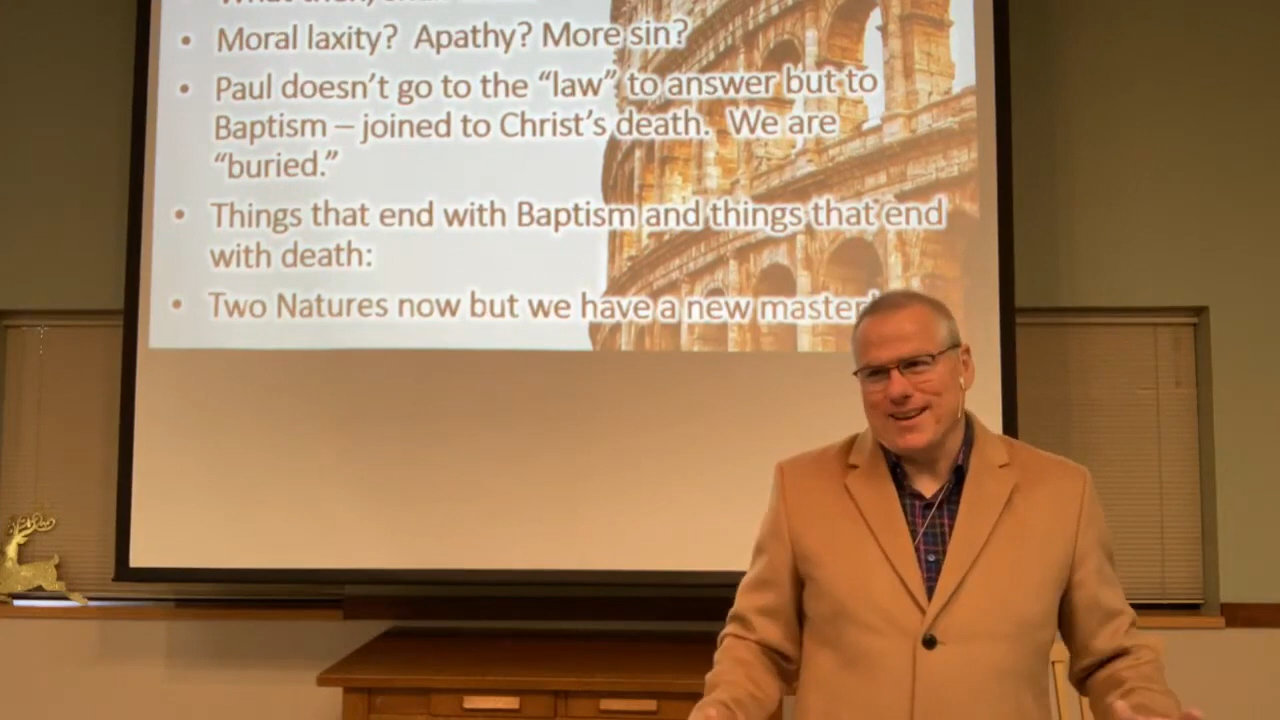 What then,
• Moral laxity? Apathy? More sin?
• Paul doesn't go to the “law” to answer but to
Baptism – joined to Christ's death. We are
“buried.”
• Things that end with Baptism and things that end
with death:
• Two Natures now but we have a new master